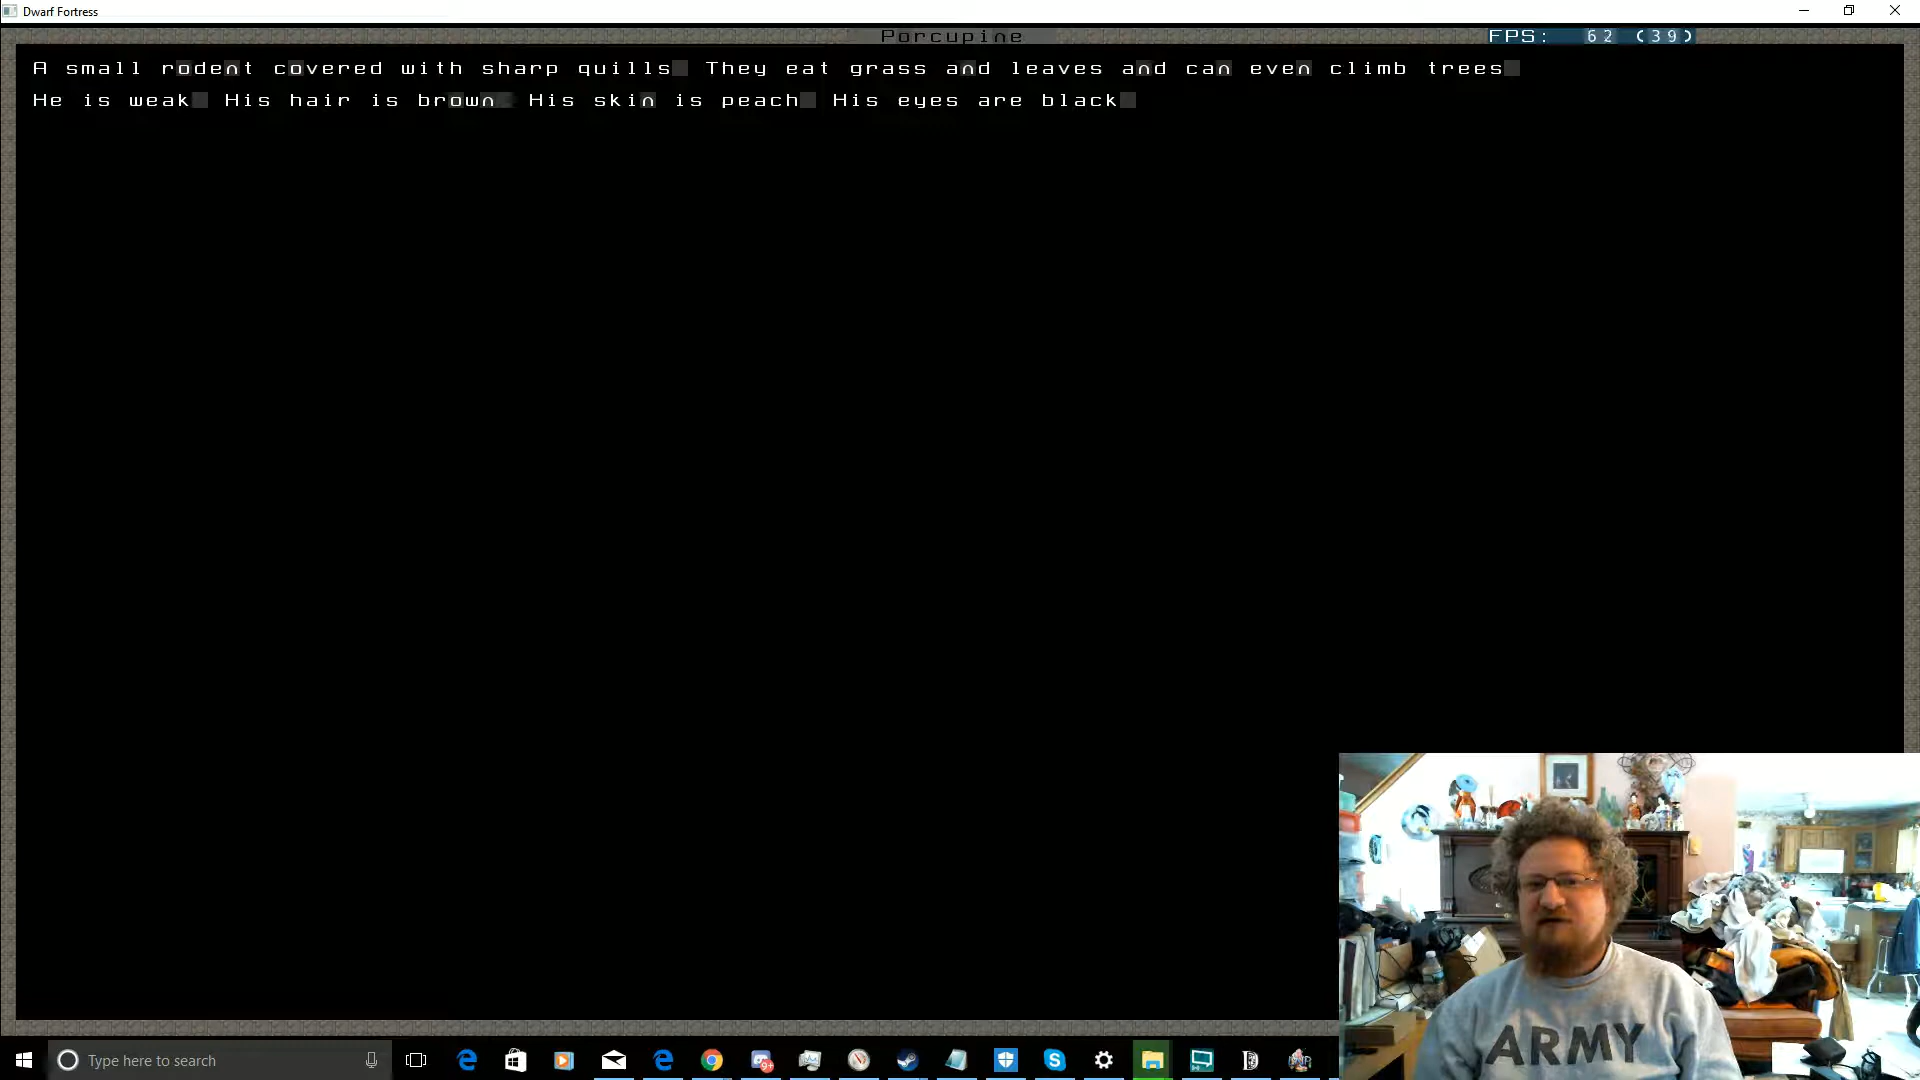 Dwarf Fortress
Porcupine
FPS: 62 (39)
A small rodent covered with sharp quills. They eat grass and leaves and can even climb trees.
He is weak. His hair is brown. His skin is peach. His eyes are black.
ARMY
Type here to search
9+